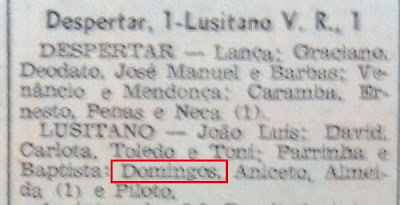 Despertar, 1-Lusitano V. R., 1
DESPERTAR — Lança; Graciano,
Deodato, José Manuel e Barbas; Ve-
nâncio e Mendonça; Caramba, Er-
nesto, Penas e Neca (1).
LUSITANO — João Luís; David,
Carlota, Toledo e Toni; Parrinha e
Baptista; Domingos, Aniceto, Almei-
da (1) e Piloto.